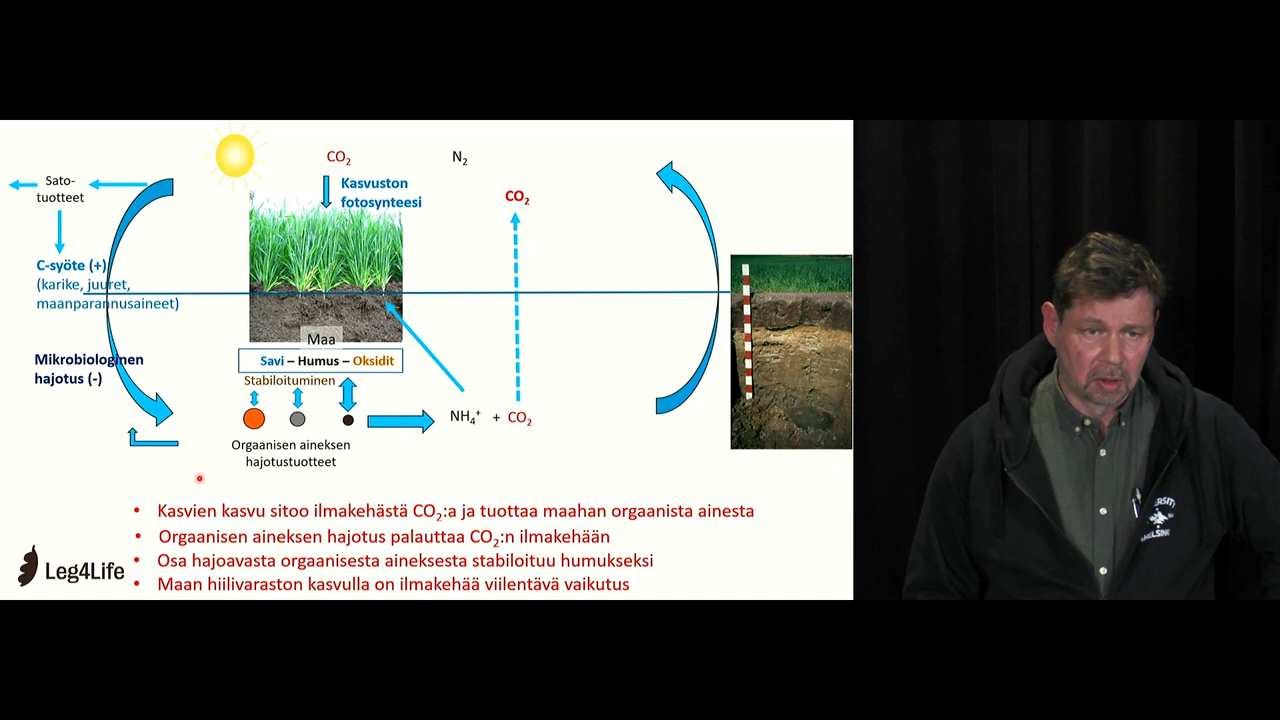 CO2
N2
Sato-
tuotteet
Kasvuston
fotosynteesi
CO2
C-syöte (+)
(karike, juuret,
maanparannusaineet)
Maa
Savi – Humus – Oksidit
Mikrobiologinen
hajotus (-)
Stabiloituminen
NH4+ + CO2
Orgaanisen aineksen
hajotustuotteet
• Kasvien kasvu sitoo ilmakehästä CO2:a ja tuottaa maahan orgaanista ainesta
• Orgaanisen aineksen hajotus palauttaa CO2:n ilmakehään
• Osa hajoavasta orgaanisesta aineksesta stabiloituu humukseksi
• Maan hiilivaraston kasvulla on ilmakehää viilentävä vaikutus
Leg4Life